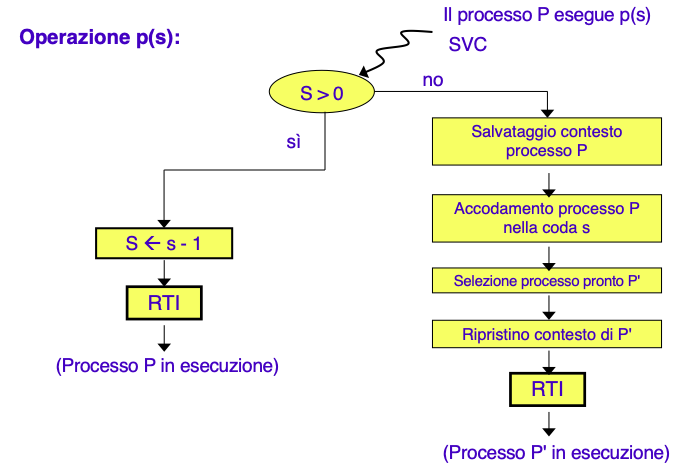 Operazione p(s):
Il processo P esegue p(s)
SVC
S > 0
no
sì
Salvataggio contesto
processo P
Accodamento processo P
nella coda s
S ← s - 1
Selezione processo pronto P'
RTI
Ripristino contesto di P'
(Processo P in esecuzione)
RTI
(Processo P' in esecuzione)